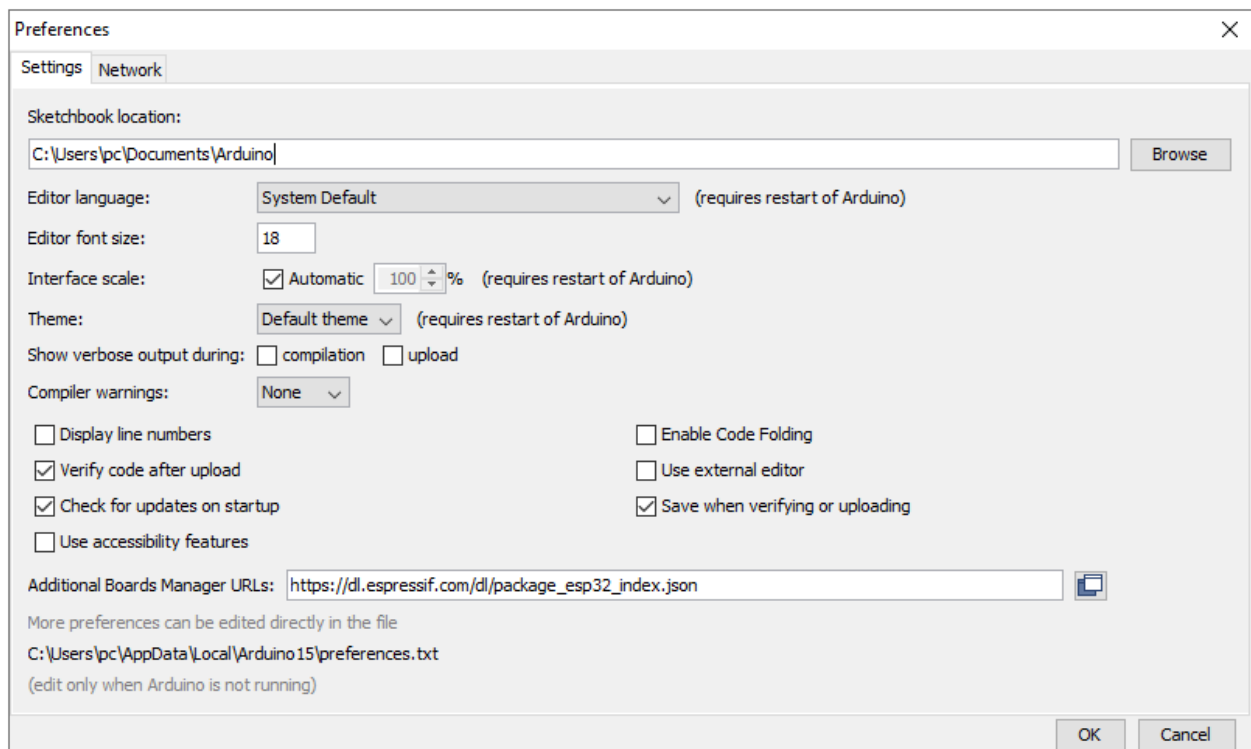 Preferences
Settings Network
Sketchbook location:
C:\Users\pc\Documents\Arduino Browse
Editor language: System Default (requires restart of Arduino)
Editor font size: 18
Interface scale: Automatic 100 % (requires restart of Arduino)
Theme: Default theme (requires restart of Arduino)
Show verbose output during: compilation upload
Compiler warnings: None
Display line numbers Enable Code Folding
Verify code after upload Use external editor
Check for updates on startup Save when verifying or uploading
Use accessibility features
Additional Boards Manager URLs: https://dl.espressif.com/dl/package_esp32_index.json
More preferences can be edited directly in the file
C:\Users\pc\AppData\Local\Arduino15\preferences.txt
(edit only when Arduino is not running)
OK Cancel